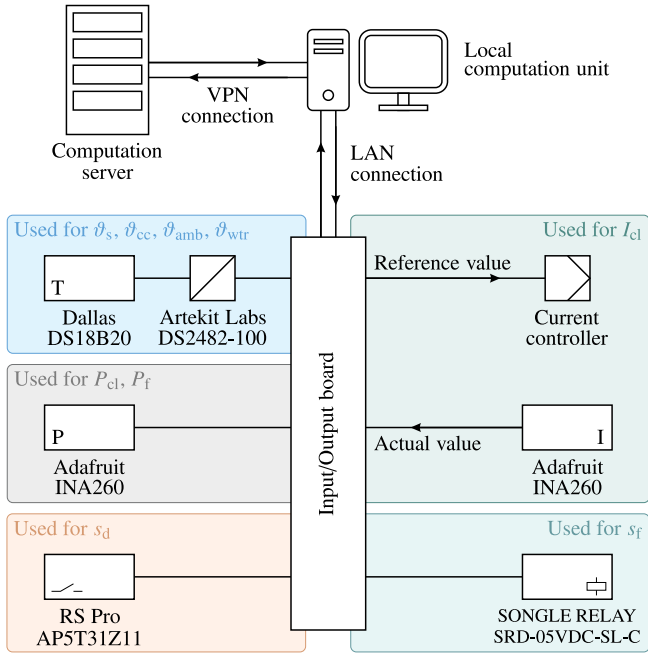 Local
computation unit
VPN
connection
Computation
server
LAN
connection
Used for ϑs, ϑcc, ϑamb, ϑwtr
T
Dallas
DS18B20
Artekit Labs
DS2482-100
Used for Icl
Reference value
Current
controller
Input/Output board
Used for Pcl, Pf
P
Adafruit
INA260
Actual value
I
Adafruit
INA260
Used for sd
RS Pro
AP5T31Z11
Used for sf
SONGLE RELAY
SRD-05VDC-SL-C